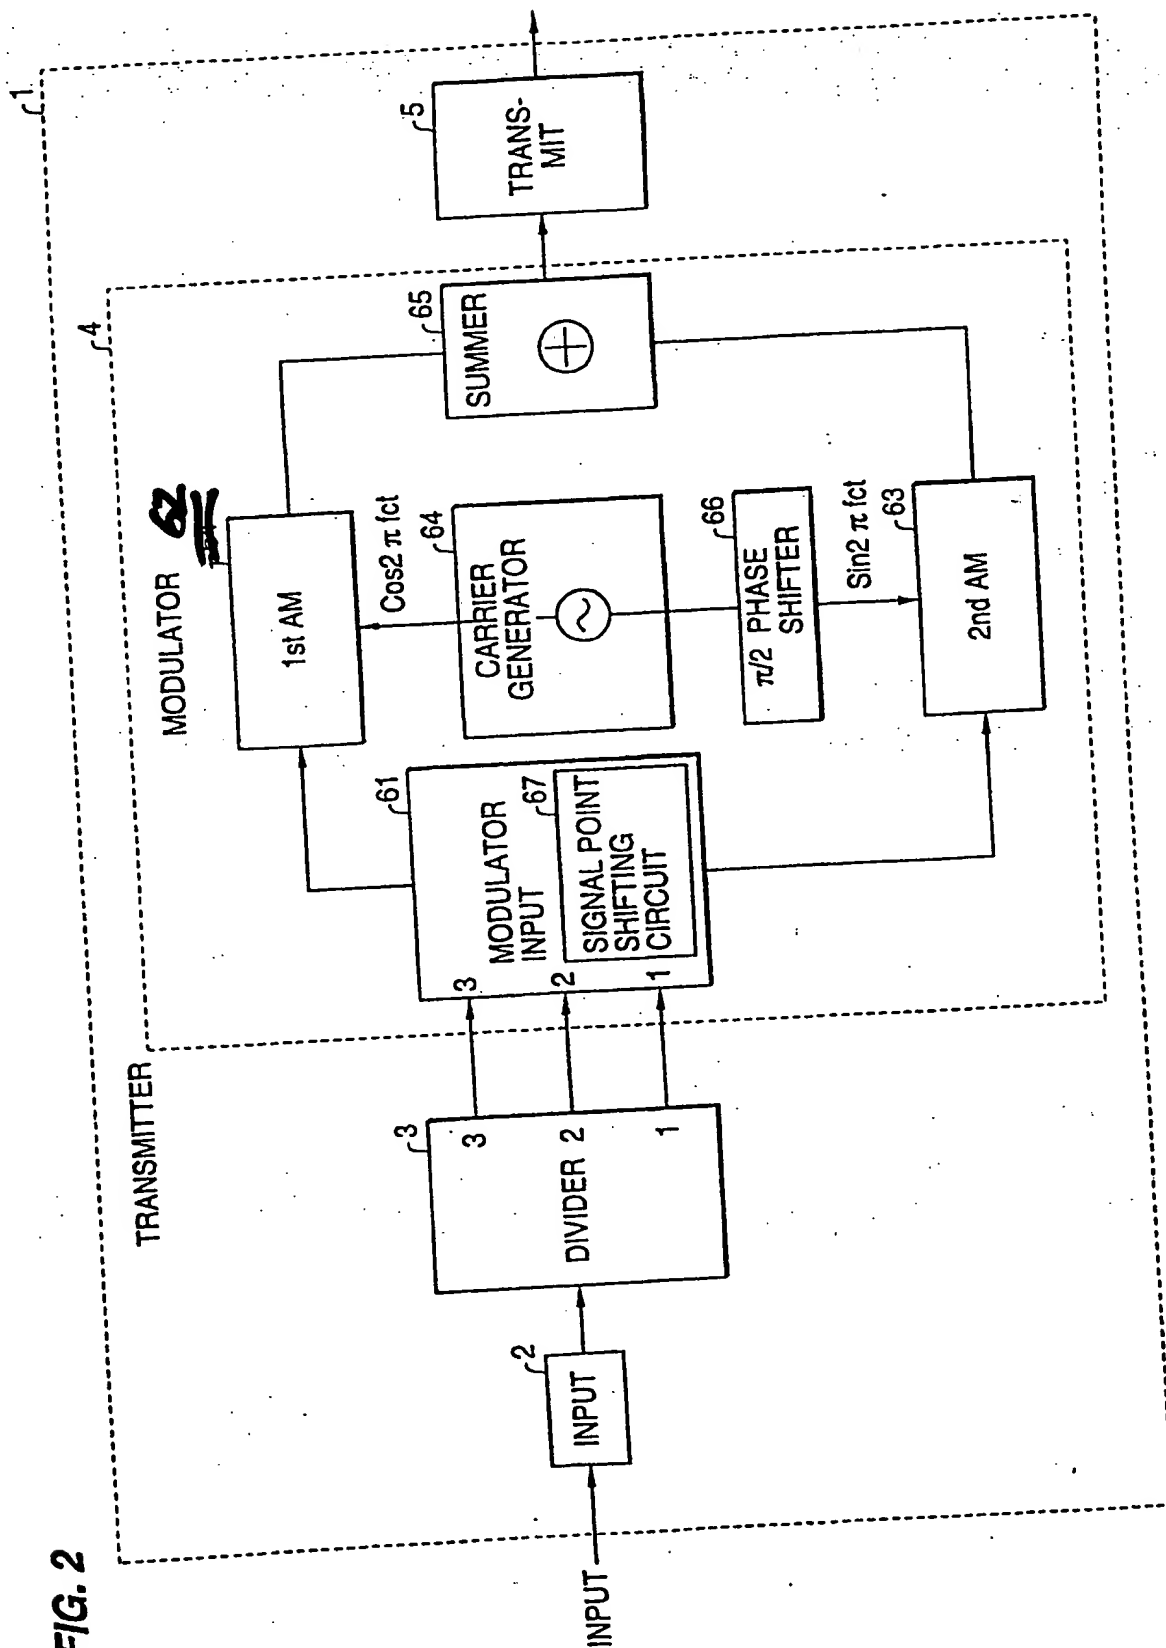 FIG. 2
1
TRANSMITTER
4
MODULATOR
62
1st AM
Cos2 π fct
64
CARRIER
GENERATOR
66
π/2 PHASE
SHIFTER
Sin2 π fct
63
2nd AM
61
MODULATOR
INPUT
67
SIGNAL POINT
SHIFTING
CIRCUIT
3
2
1
3
3
DIVIDER 2
1
INPUT
2
INPUT
65
SUMMER
5
TRANS-
MIT